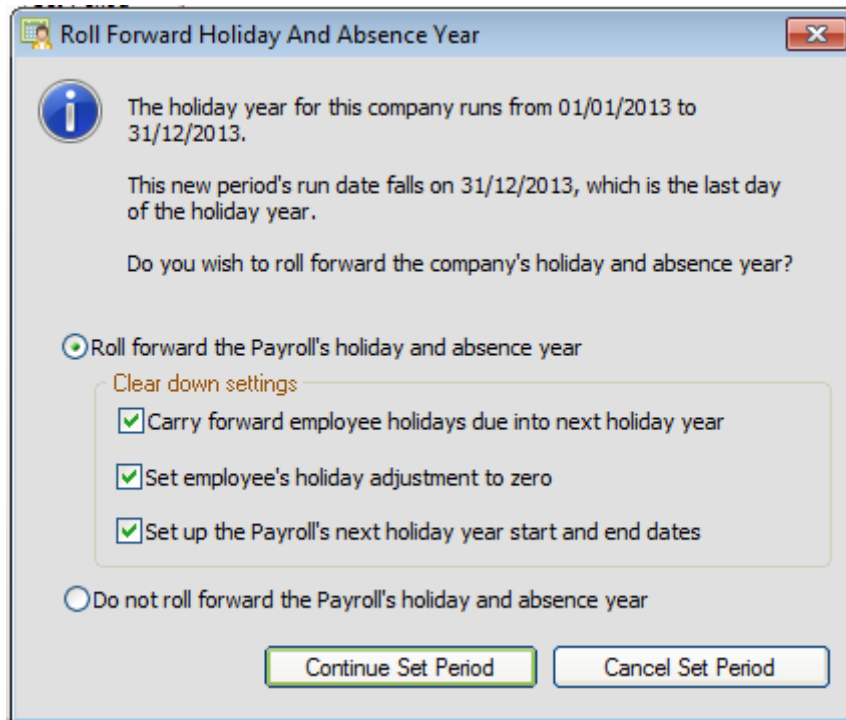 Roll Forward Holiday And Absence Year
The holiday year for this company runs from 01/01/2013 to
31/12/2013.
This new period's run date falls on 31/12/2013, which is the last day
of the holiday year.
Do you wish to roll forward the company's holiday and absence year?
Roll forward the Payroll's holiday and absence year
Clear down settings
Carry forward employee holidays due into next holiday year
Set employee's holiday adjustment to zero
Set up the Payroll's next holiday year start and end dates
Do not roll forward the Payroll's holiday and absence year
Continue Set Period
Cancel Set Period